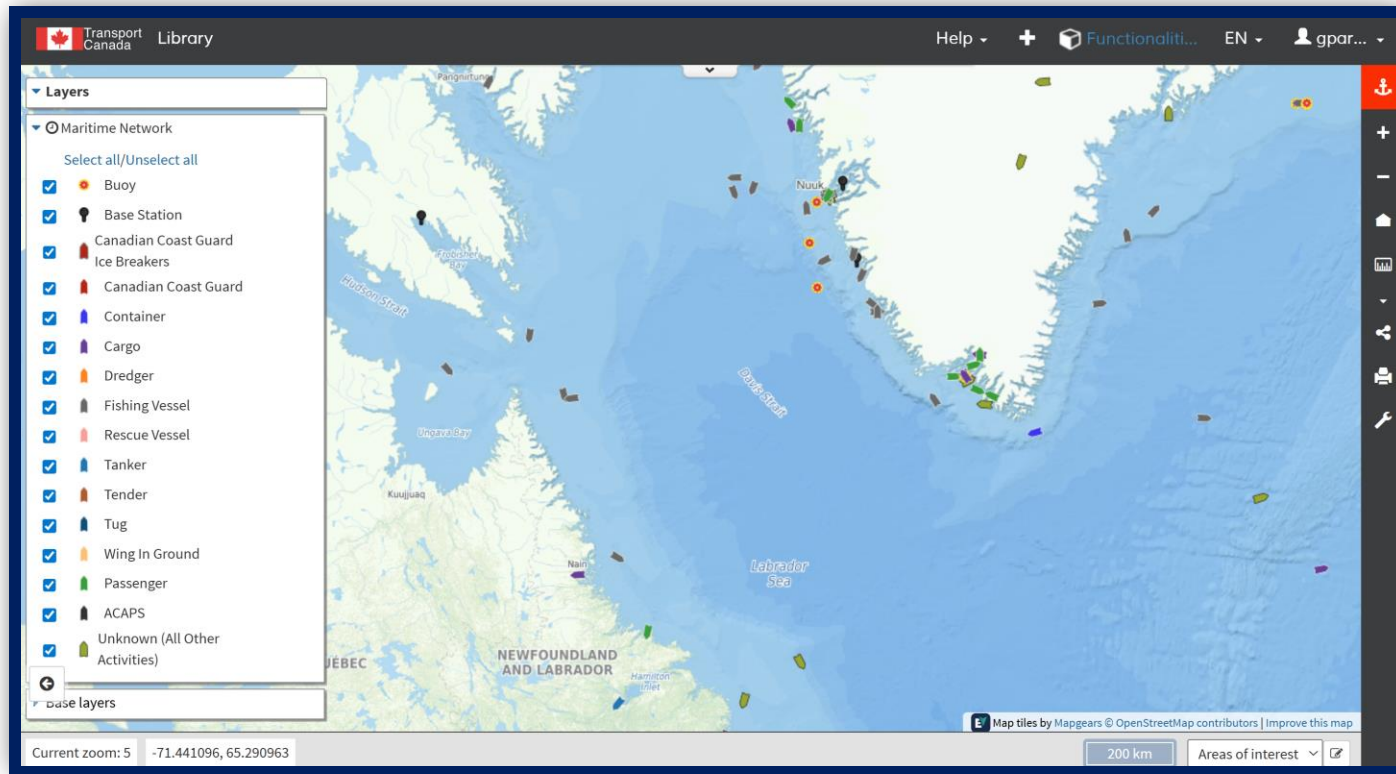 Transport
Canada
Library
Help
Functionaliti...
EN
gpar...
Layers
Maritime Network
Select all/Unselect all
Buoy
Base Station
Canadian Coast Guard
Ice Breakers
Canadian Coast Guard
Container
Cargo
Dredger
Fishing Vessel
Rescue Vessel
Tanker
Tender
Tug
Wing In Ground
Passenger
ACAPS
Unknown (All Other
Activities)
Base layers
Pangnirtung
Nuuk
Frobisher
Bay
Hudson Strait
Davis Strait
Ungava Bay
Kuujjuaq
Nain
Labrador
Sea
NEWFOUNDLAND
AND LABRADOR
Hamilton
Inlet
Map tiles by Mapgears © OpenStreetMap contributors | Improve this map
Current zoom: 5
-71.441096, 65.290963
200 km
Areas of interest